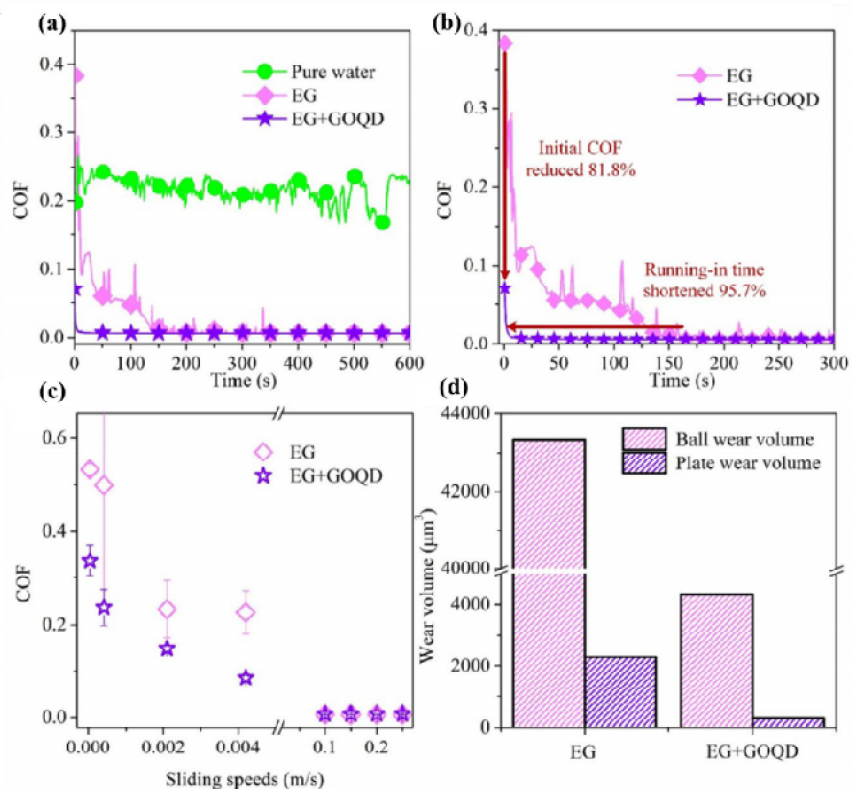 (a)
COF
0.4
0.3
0.2
0.1
0.0
Pure water
EG
EG+GOQD
0 100 200 300 400 500 600
Time (s)
(b)
COF
0.4
0.3
0.2
0.1
0.0
EG
EG+GOQD
Initial COF
reduced 81.8%
Running-in time
shortened 95.7%
0 50 100 150 200 250 300
Time (s)
(c)
COF
0.6
0.4
0.2
0.0
EG
EG+GOQD
0.000 0.002 0.004 0.1 0.2
Sliding speeds (m/s)
(d)
Wear volume (μm³)
44000
42000
40000
4000
2000
0
Ball wear volume
Plate wear volume
EG EG+GOQD